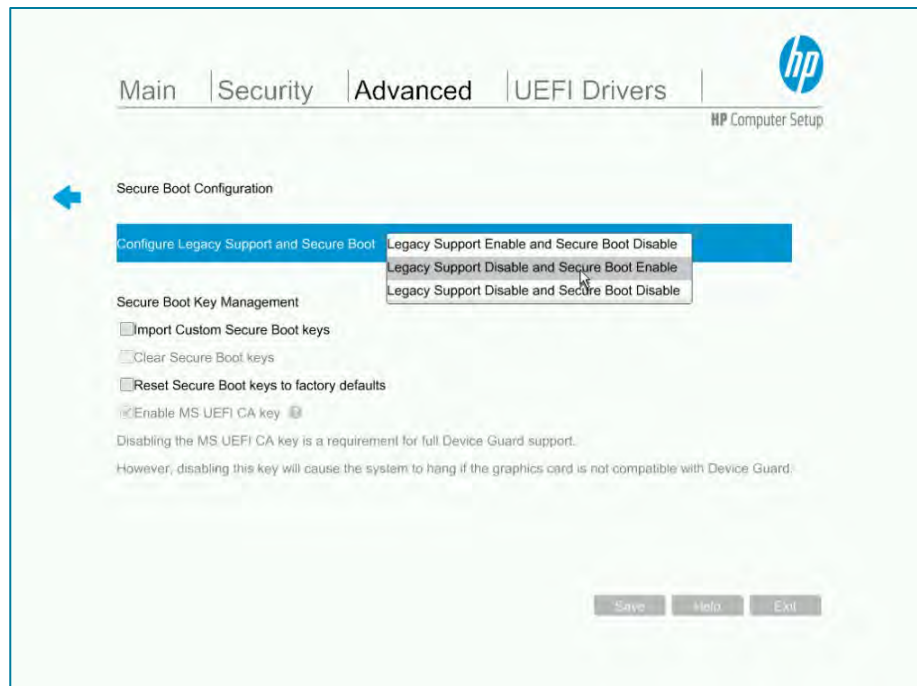 hp
Main Security Advanced UEFI Drivers
HP Computer Setup
Secure Boot Configuration
Configure Legacy Support and Secure Boot Legacy Support Enable and Secure Boot Disable
Legacy Support Disable and Secure Boot Enable
Legacy Support Disable and Secure Boot Disable
Secure Boot Key Management
Import Custom Secure Boot keys
Clear Secure Boot keys
Reset Secure Boot keys to factory defaults
Enable MS UEFI CA key
Disabling the MS UEFI CA key is a requirement for full Device Guard support.
However, disabling this key will cause the system to hang if the graphics card is not compatible with Device Guard.
Save Help Exit